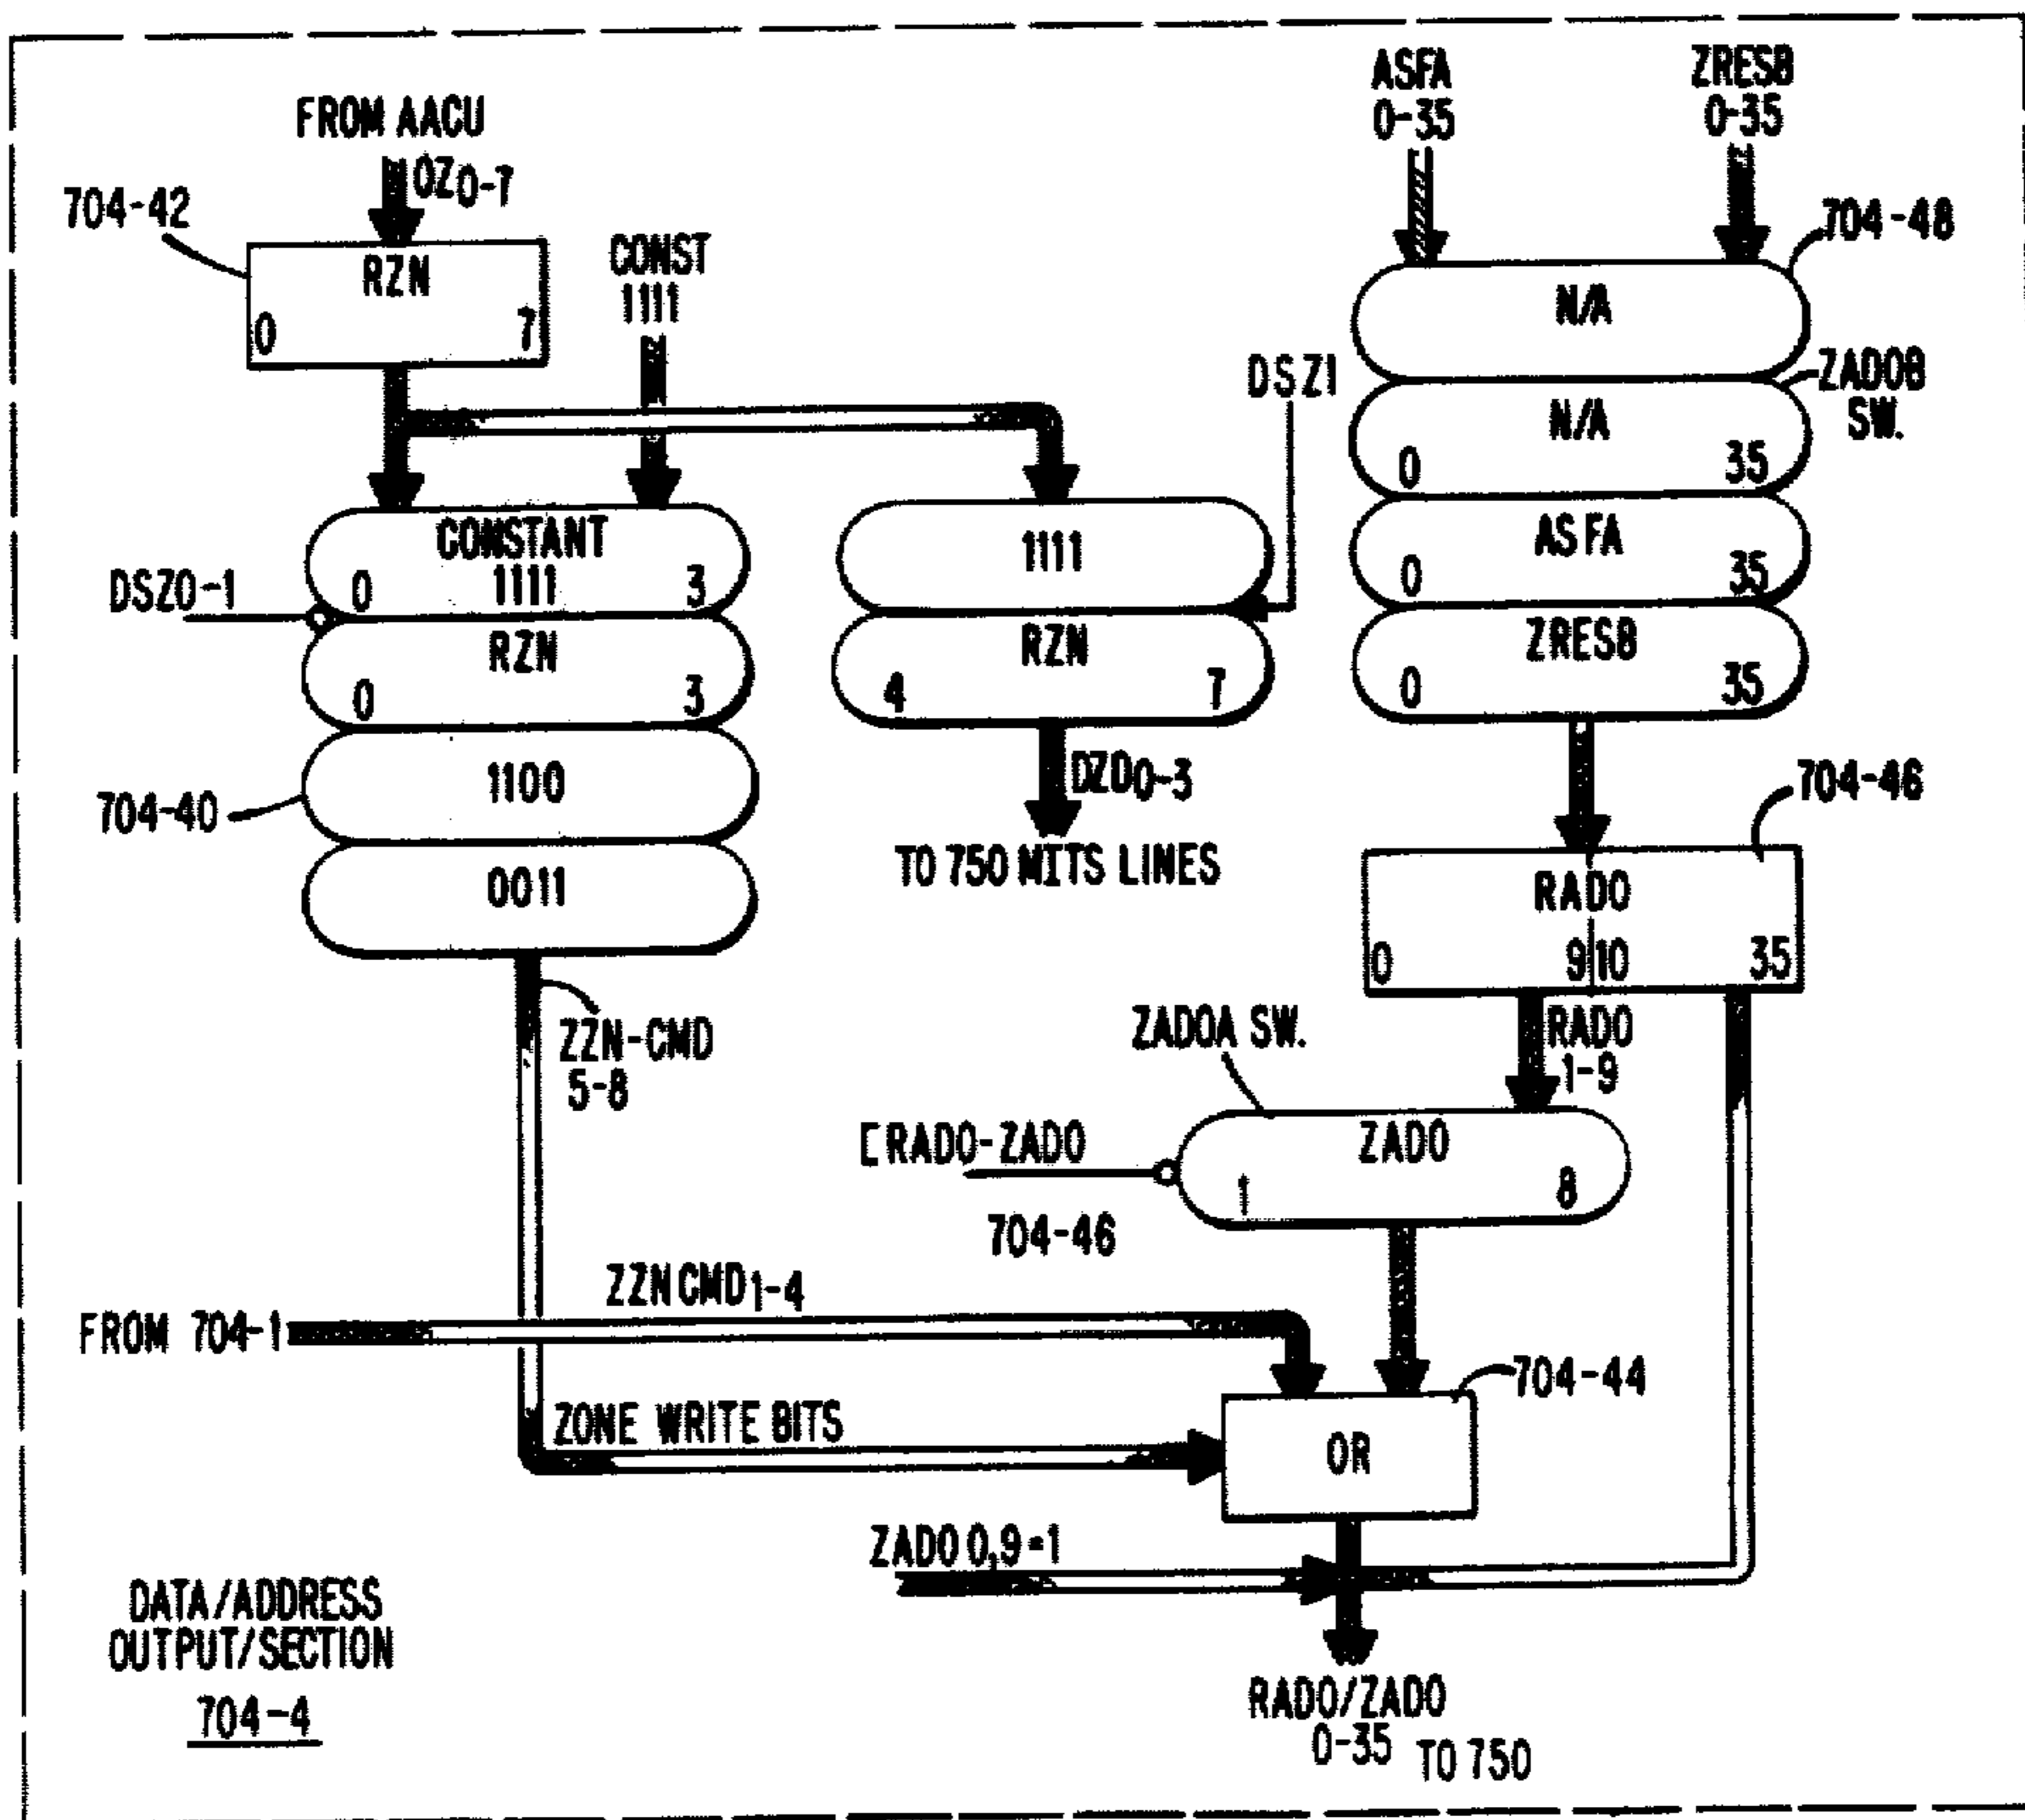 FROM AACU
OZ0-7
704-42
RZN
0 7
CONST
1111
ASFA
0-35
ZRESB
0-35
704-48
N/A
ZADOB
SW.
N/A
0 35
ASFA
0 35
ZRESB
0 35
DSZ1
CONSTANT
0 1111 3
DSZ0-1
RZN
0 3
1100
704-40
0011
1111
RZN
4 7
DZD0-3
TO 750 MITS LINES
704-46
RADO
0 9 10 35
RADO
1-9
ZZN-CMD
5-8
ZADOA SW.
[RADO-ZADO
ZADO
1 8
704-46
ZZN CMD1-4
FROM 704-1
704-44
ZONE WRITE BITS
OR
ZADO 0,9=1
DATA/ADDRESS
OUTPUT/SECTION
704-4
RADO/ZADO
0-35 TO 750